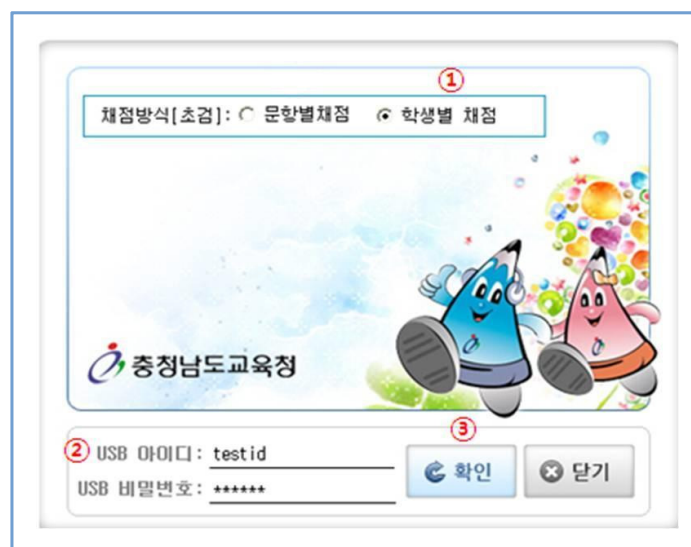 ①
채점방식[초검]: 문항별채점 학생별 채점
충청남도교육청
② USB 아이디: testid
③
확인 닫기
USB 비밀번호: ******